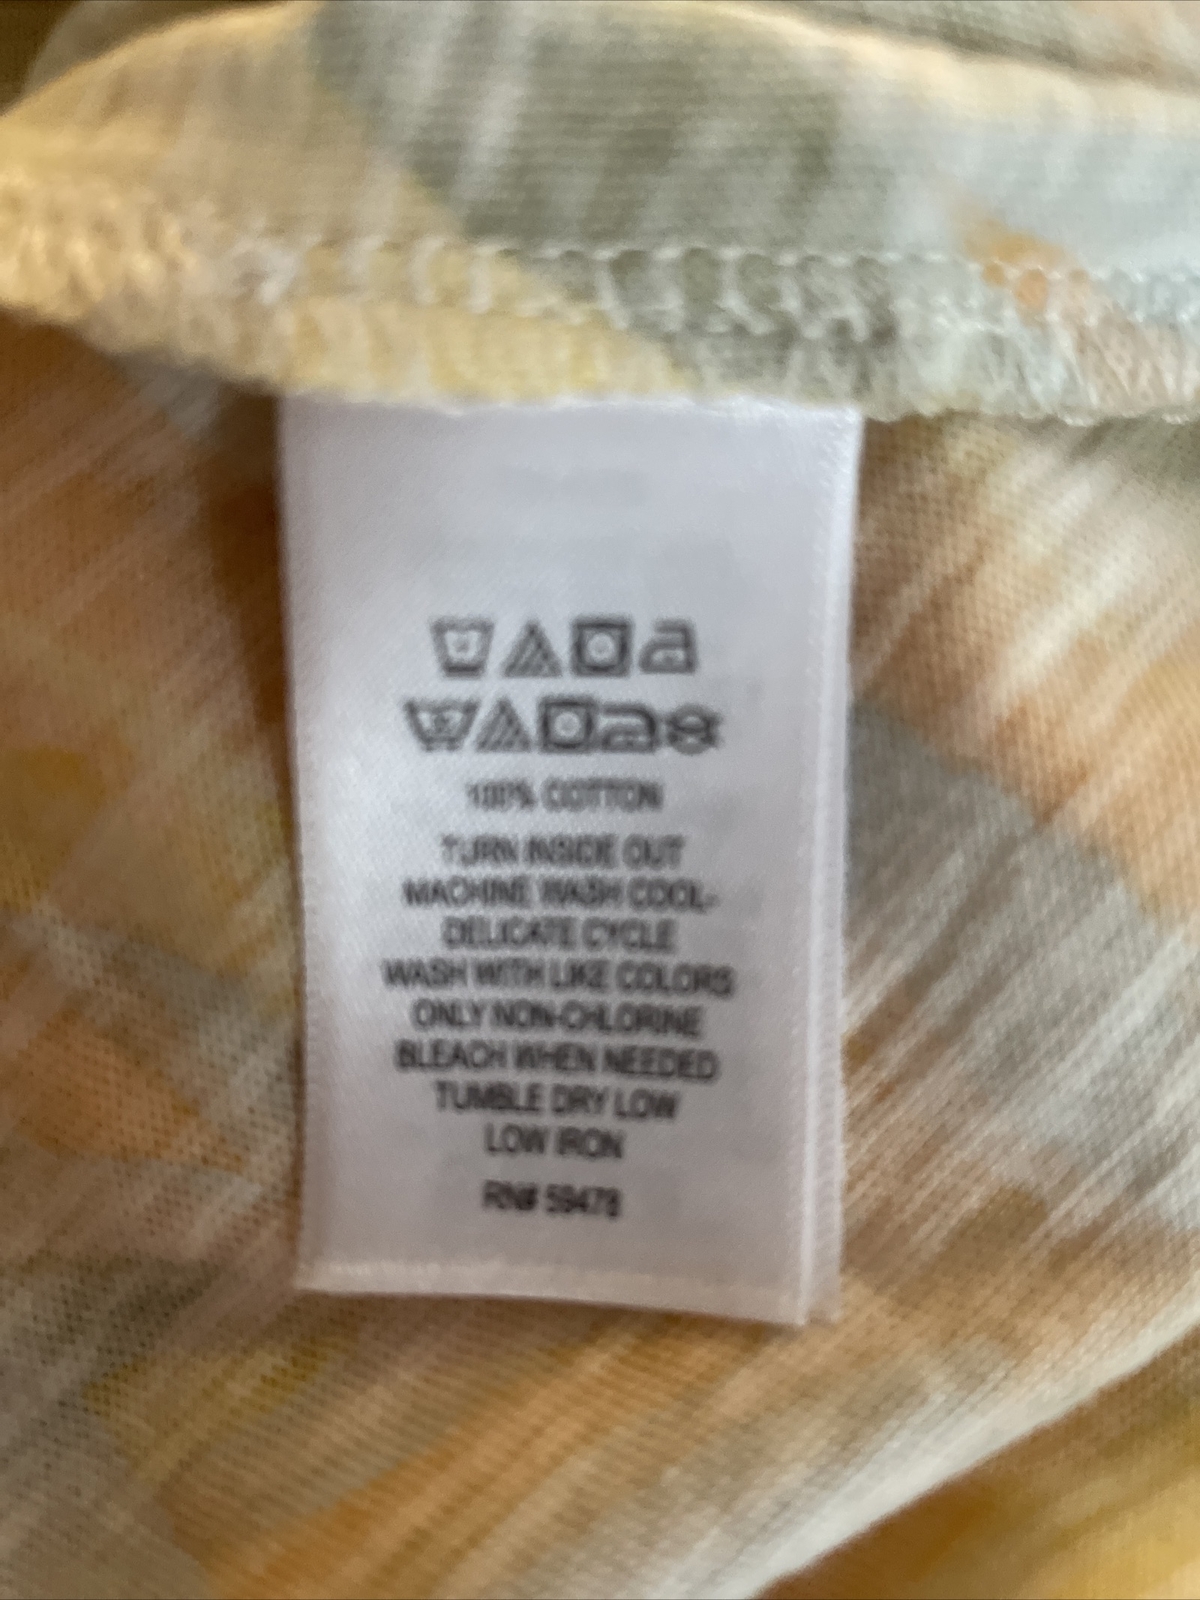 100% COTTON
TURN INSIDE OUT
MACHINE WASH COOL-
DELICATE CYCLE
WASH WITH LIKE COLORS
ONLY NON-CHLORINE
BLEACH WHEN NEEDED
TUMBLE DRY LOW
LOW IRON
RN# 59478